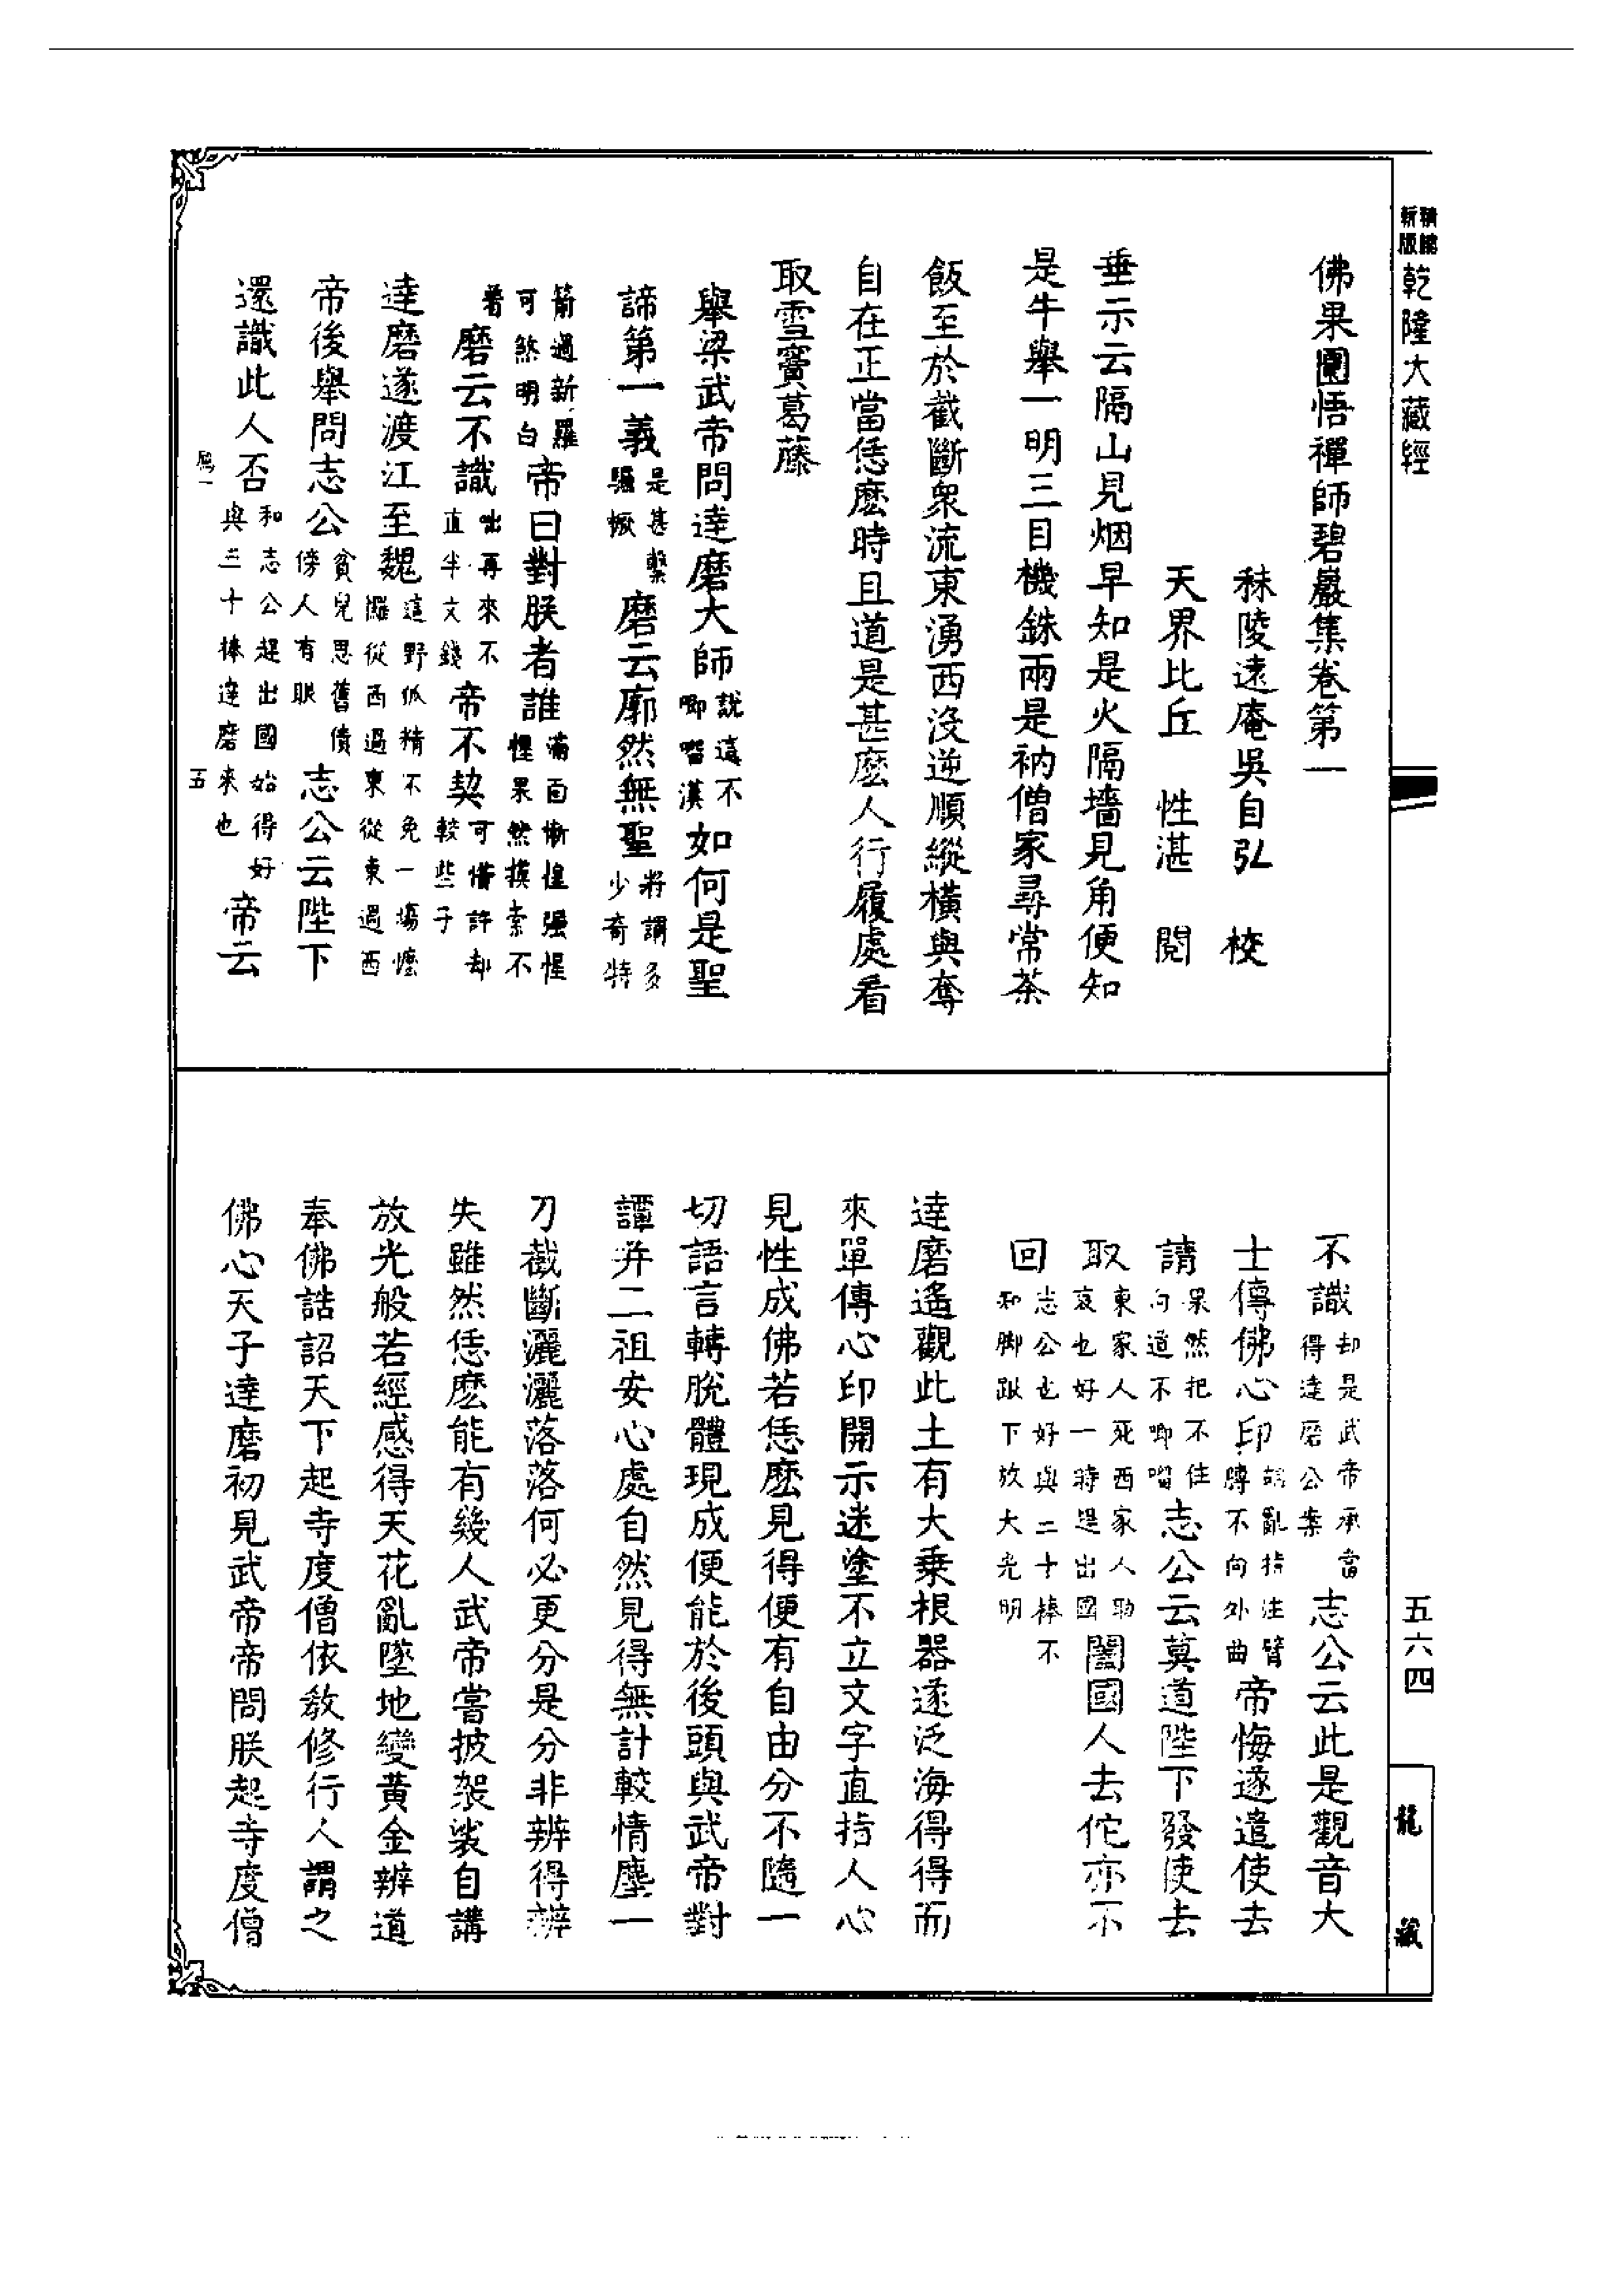 精縮新版乾隆大藏經
佛果圜悟禪師碧巖集卷第一
秣陵遠庵吳自弘 校
天界比丘 性湛 閱
垂示云隔山見烟早知是火隔墻見角便知
是牛舉一明三目機銖兩是衲僧家尋常茶
飯至於截斷衆流東湧西沒逆順縱橫與奪
自在正當恁麼時且道是甚麼人行履處看
取雪竇葛藤
舉梁武帝問達磨大師說這不唧㗜漢如何是聖
諦第一義是甚繫驢橛磨云廓然無聖將謂多少奇特
箭過新羅可煞明白帝曰對朕者誰滿面慚惶强惺惺果然摸索不
着磨云不識咄再來不直半文錢帝不契可惜許却較些子
達磨遂渡江至魏這野狐精不免一塲懡㦬從西過東從東過西
帝後舉問志公貧兒思舊債傍人有眼志公云陛下
還識此人否和志公趕出國始得好與三十棒達磨來也帝云
一 五
不識却是武帝承當得達磨公案志公云此是觀音大
士傳佛心印胡亂指注臂膊不向外曲帝悔遂遣使去
請果然把不住向道不唧㗜志公云莫道陛下發使去
取東家人死西家人助哀也好一時趕出國闔國人去佗亦不
回志公也好與三十棒不知脚跟下放大光明
達磨遙觀此土有大乗根器遂泛海得得而
來單傳心印開示迷塗不立文字直指人心
見性成佛若恁麼見得便有自由分不隨一
切語言轉脫體現成便能於後頭與武帝對
譚并二祖安心處自然見得無計較情塵一
刀截斷灑灑落落何必更分是分非辨得辨
失雖然恁麼能有幾人武帝嘗披袈裟自講
放光般若經感得天花亂墜地變黃金辨道
奉佛誥詔天下起寺度僧依教修行人謂之
佛心天子達磨初見武帝帝問朕起寺度僧
五六四
龍藏